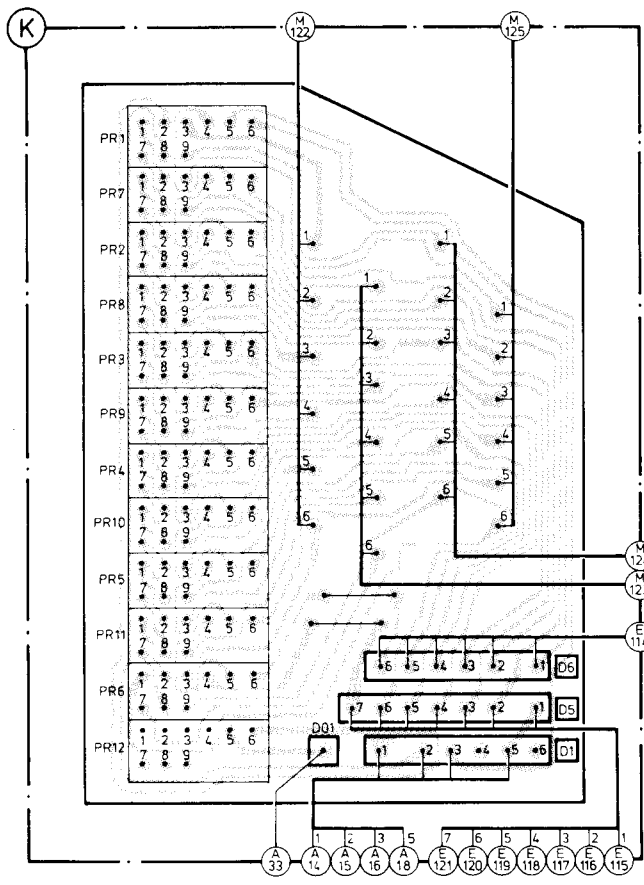 K
M
122
M
125
PR1
1 2 3 4 5 6
7 8 9
PR7
1 2 3 4 5 6
7 8 9
PR2
1 2 3 4 5 6
7 8 9
PR8
1 2 3 4 5 6
7 8 9
PR3
1 2 3 4 5 6
7 8 9
PR9
1 2 3 4 5 6
7 8 9
PR4
1 2 3 4 5 6
7 8 9
PR10
1 2 3 4 5 6
7 8 9
PR5
1 2 3 4 5 6
7 8 9
PR11
1 2 3 4 5 6
7 8 9
PR6
1 2 3 4 5 6
7 8 9
PR12
1 2 3 4 5 6
7 8 9
1
2
3
4
5
6
1
2
3
4
5
6
1
2
3
4
5
6
1
2
3
4
5
6
M
M
E
6 5 4 3 2 1 D6
7 6 5 4 3 2 1 D5
D01
1 2 3 4 5 6 D1
1 2 3 5 7 6 5 4 3 2 1
A A A A A E E E E E E E
33 14 15 16 18 121 120 119 118 117 116 115